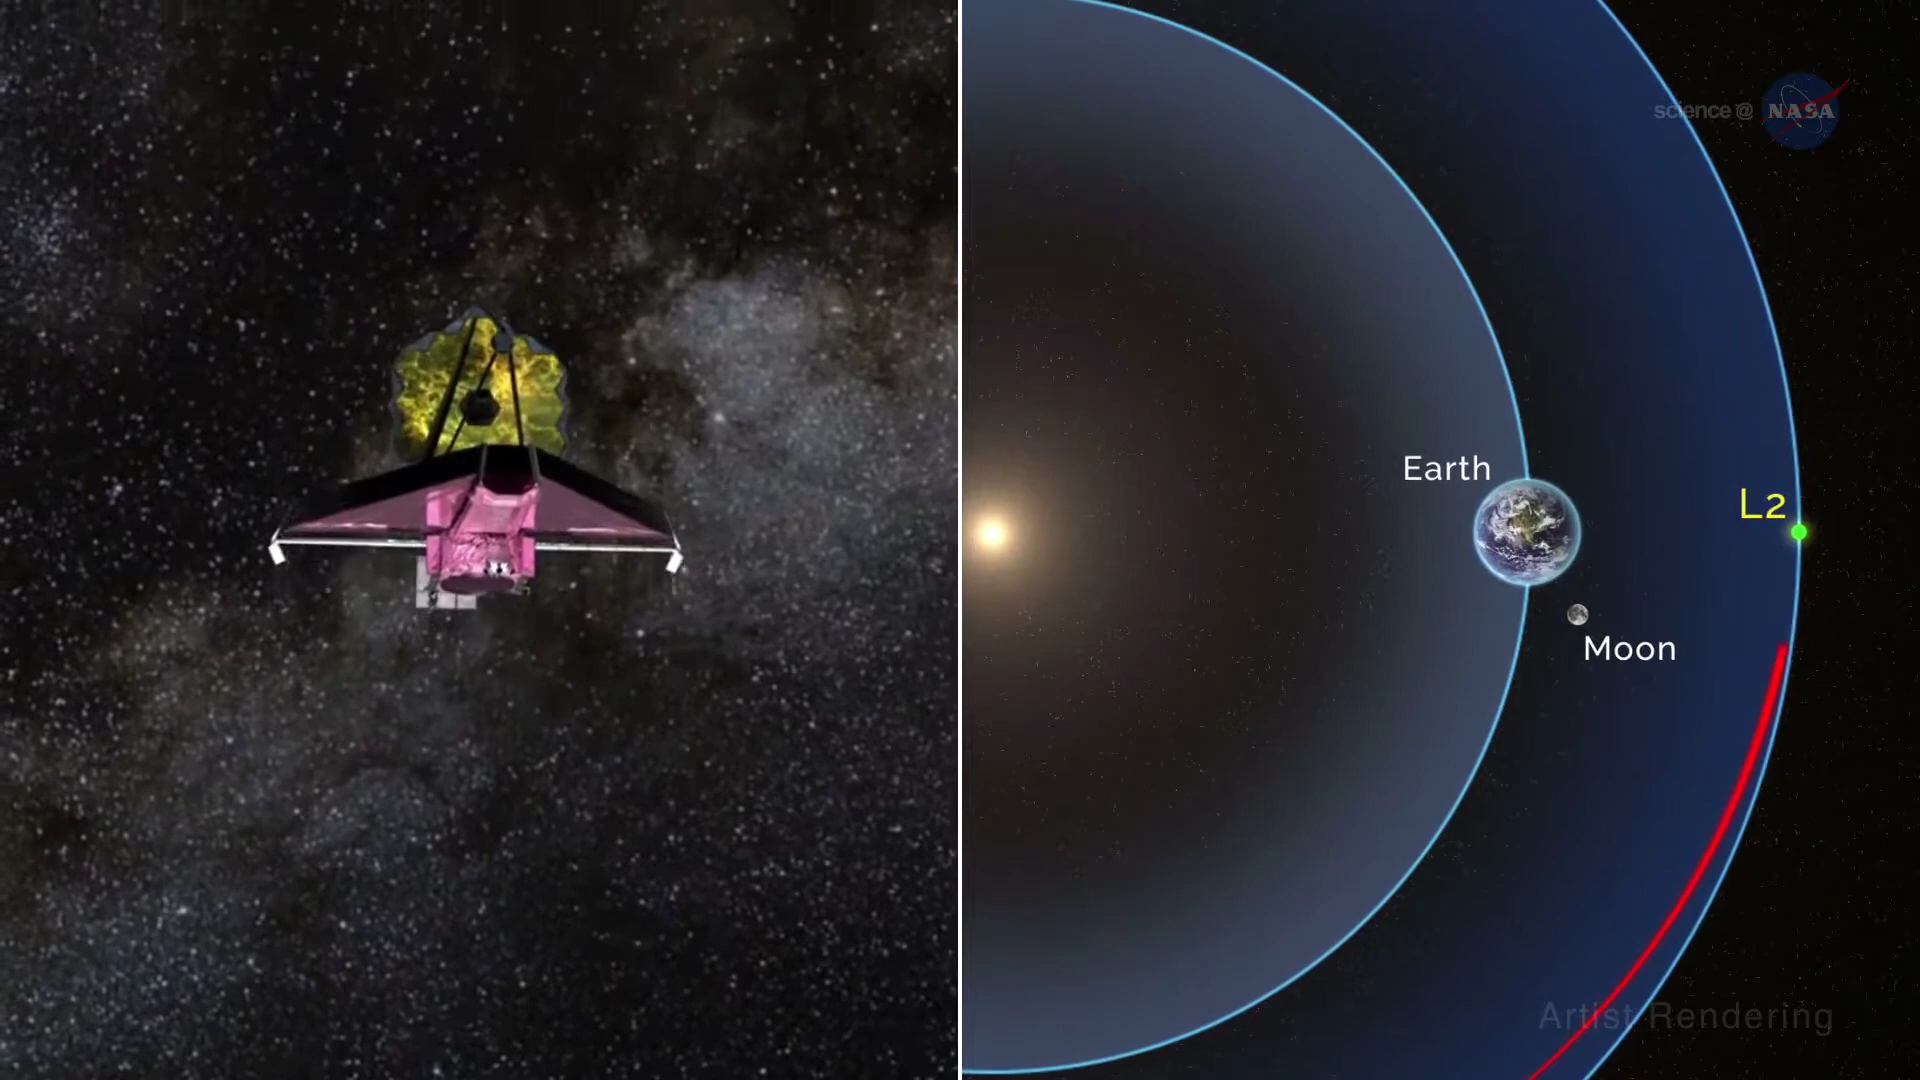 science @ NASA
Earth
L2
Moon
Artist Rendering